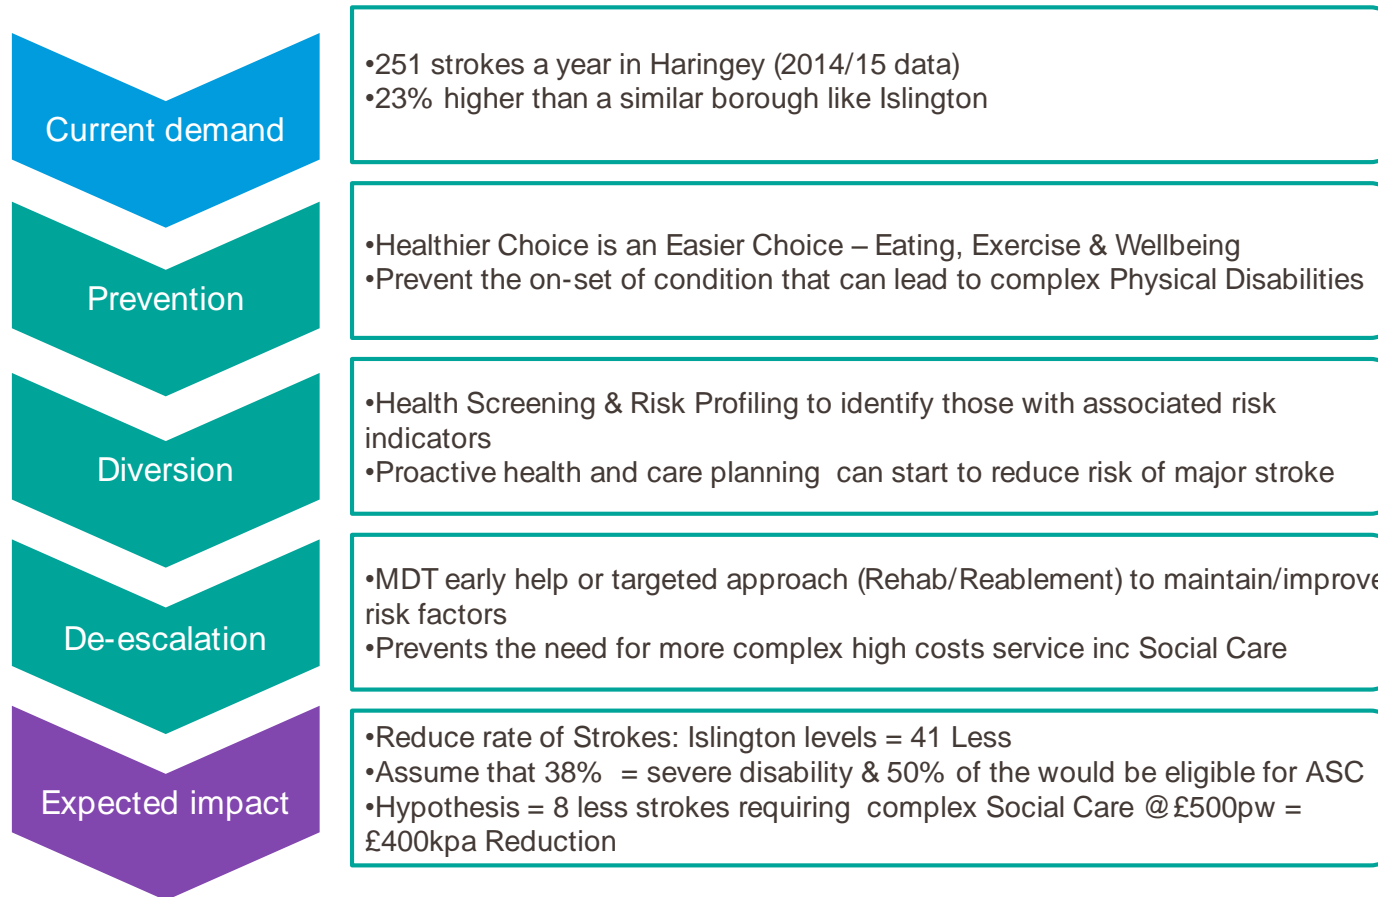 Current demand
•251 strokes a year in Haringey (2014/15 data)
•23% higher than a similar borough like Islington
Prevention
•Healthier Choice is an Easier Choice – Eating, Exercise & Wellbeing
•Prevent the on-set of condition that can lead to complex Physical Disabilities
Diversion
•Health Screening & Risk Profiling to identify those with associated risk
indicators
•Proactive health and care planning can start to reduce risk of major stroke
De-escalation
•MDT early help or targeted approach (Rehab/Reablement) to maintain/improve
risk factors
•Prevents the need for more complex high costs service inc Social Care
Expected impact
•Reduce rate of Strokes: Islington levels = 41 Less
•Assume that 38% = severe disability & 50% of the would be eligible for ASC
•Hypothesis = 8 less strokes requiring complex Social Care @£500pw =
£400kpa Reduction